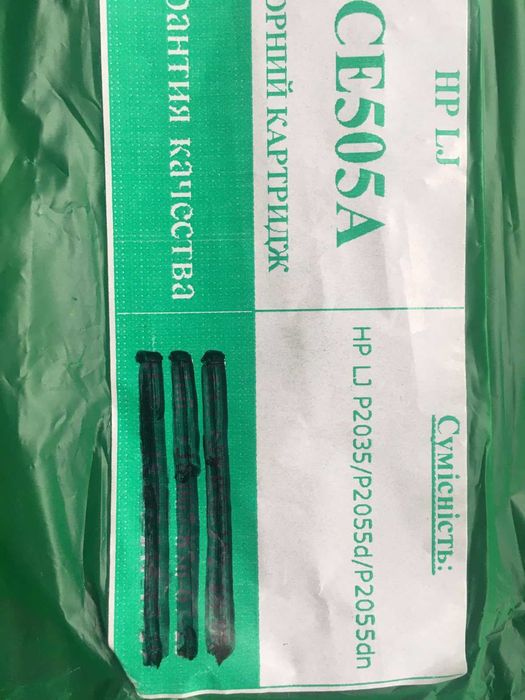 HP LJ
CE505A
ОРНИЙ КАРТРИДЖ
рантия качества
Сумісність:
HP LJ P2035/P2055d/P2055dn